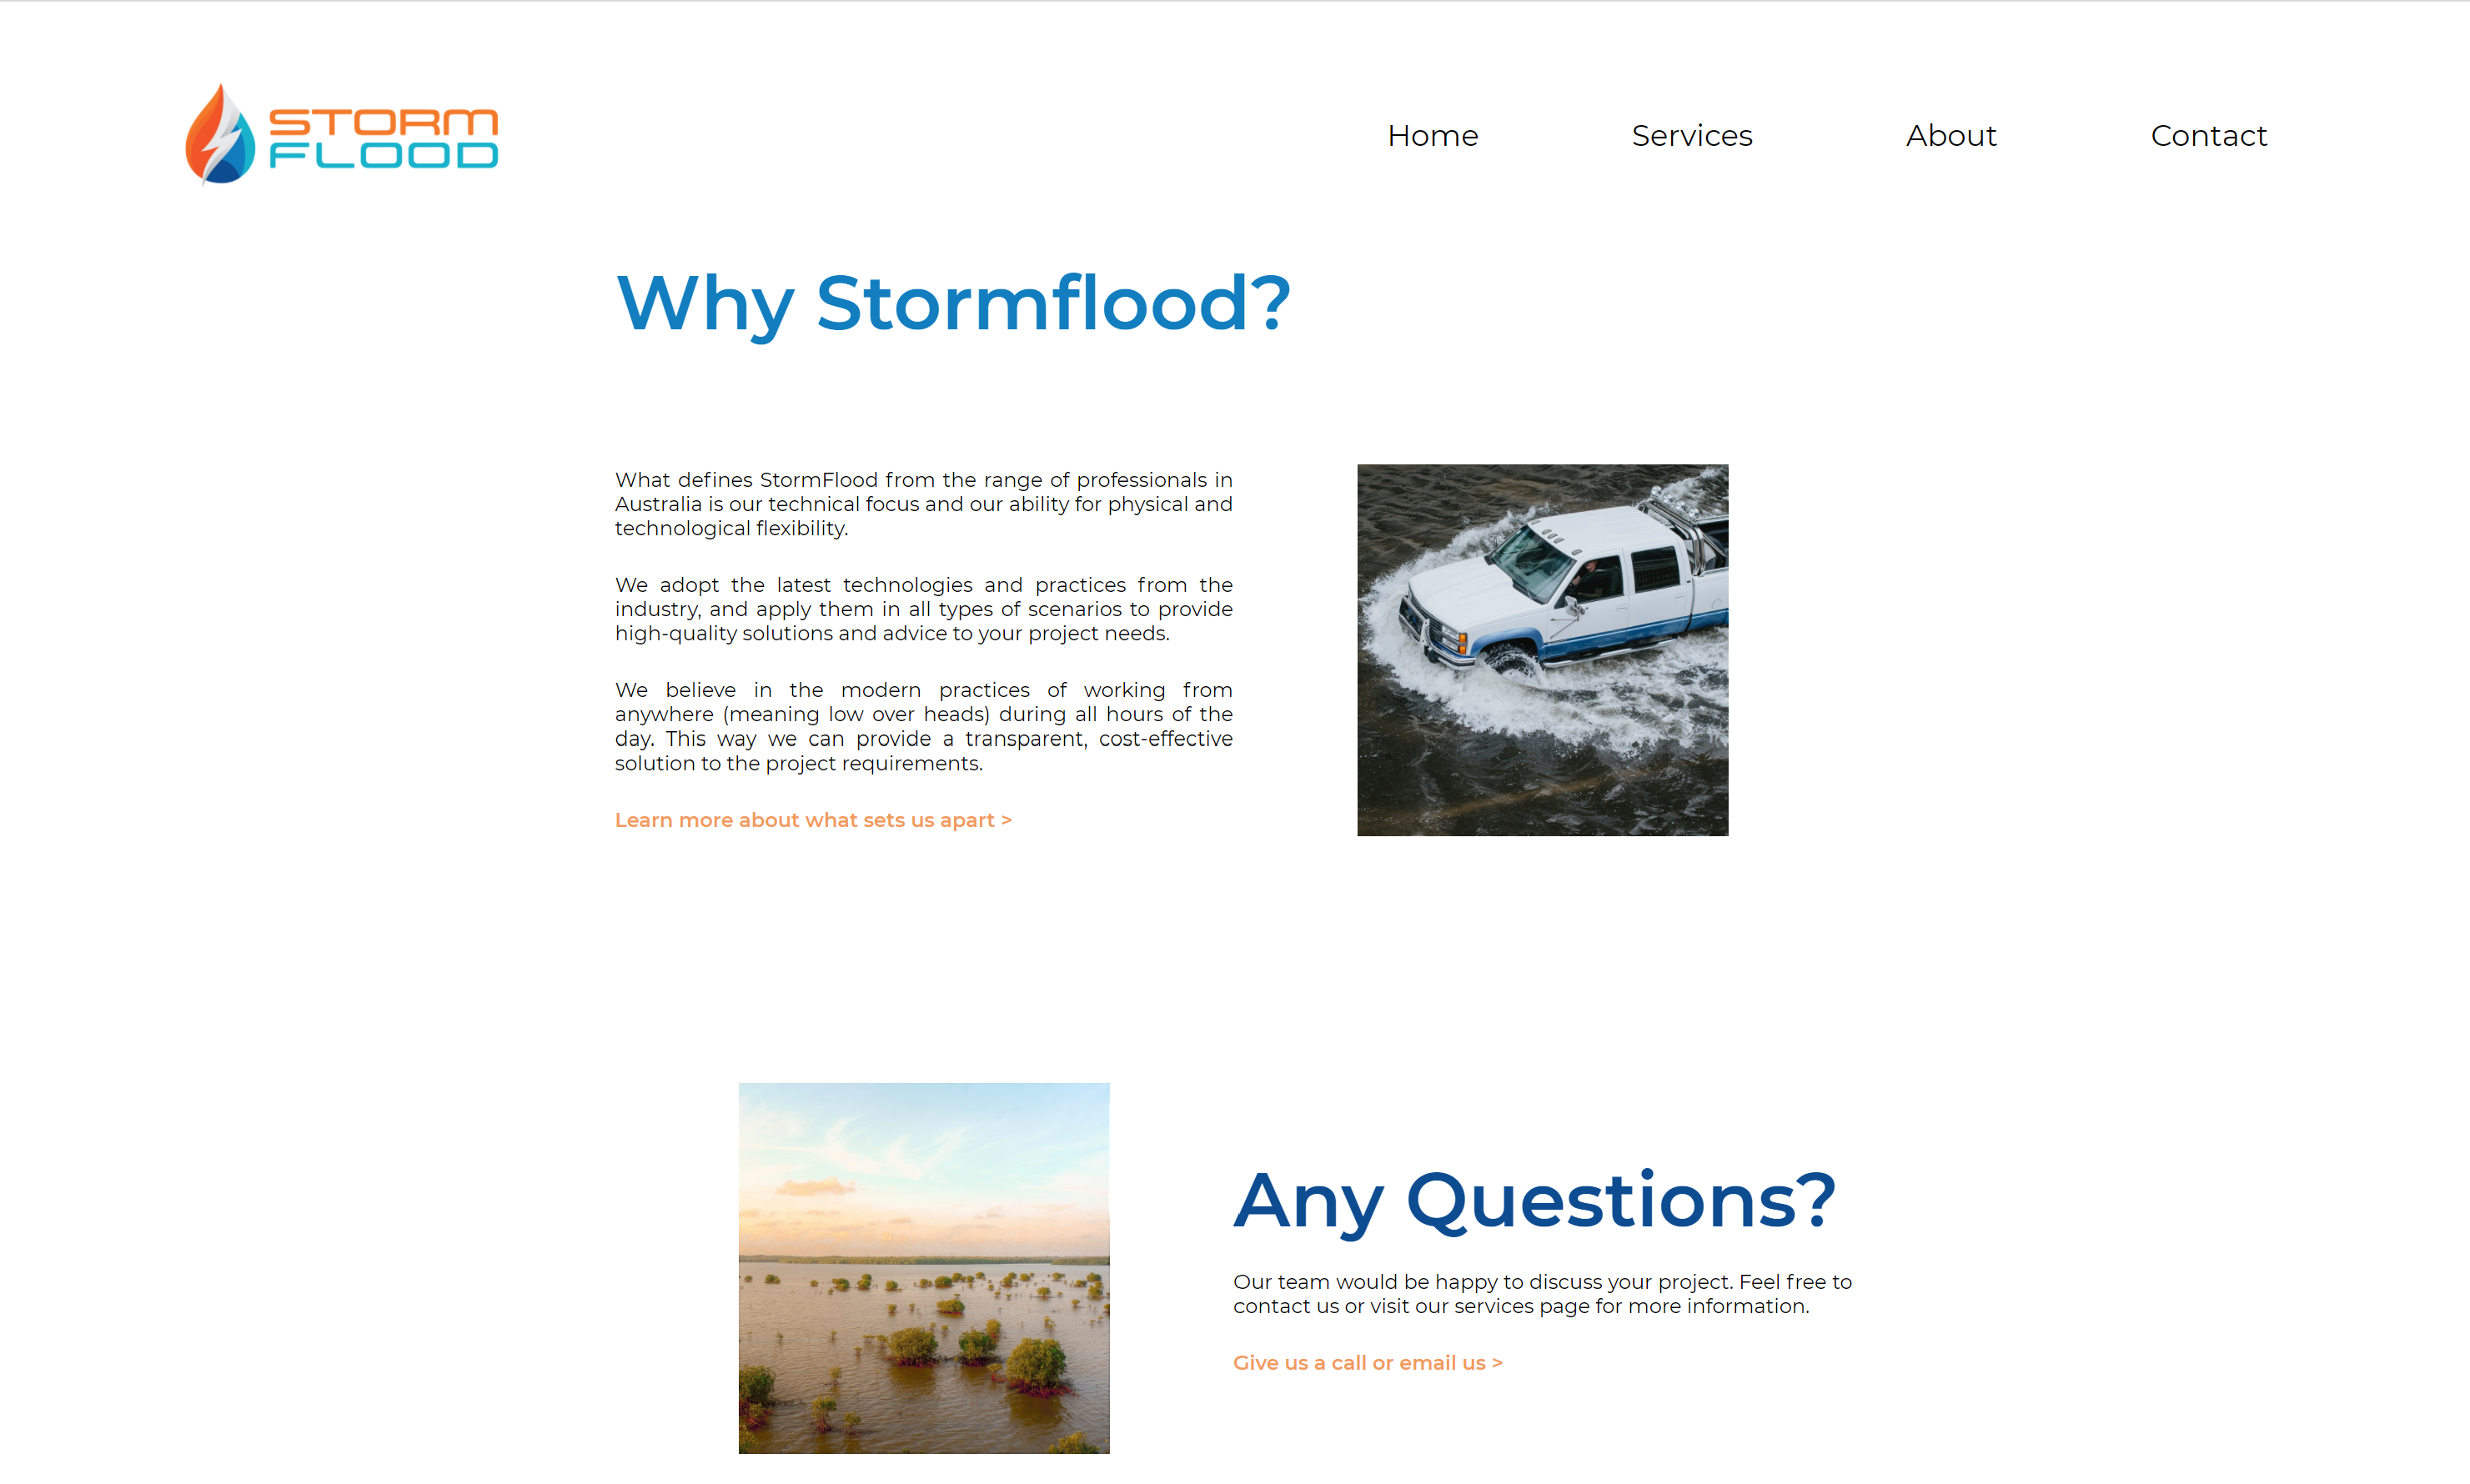 STORM
FLOOD
Home
Services
About
Contact
Why Stormflood?
What defines StormFlood from the range of professionals in
Australia is our technical focus and our ability for physical and
technological flexibility.
We adopt the latest technologies and practices from the
industry, and apply them in all types of scenarios to provide
high-quality solutions and advice to your project needs.
We believe in the modern practices of working from
anywhere (meaning low over heads) during all hours of the
day. This way we can provide a transparent, cost-effective
solution to the project requirements.
Learn more about what sets us apart >
Any Questions?
Our team would be happy to discuss your project. Feel free to
contact us or visit our services page for more information.
Give us a call or email us >